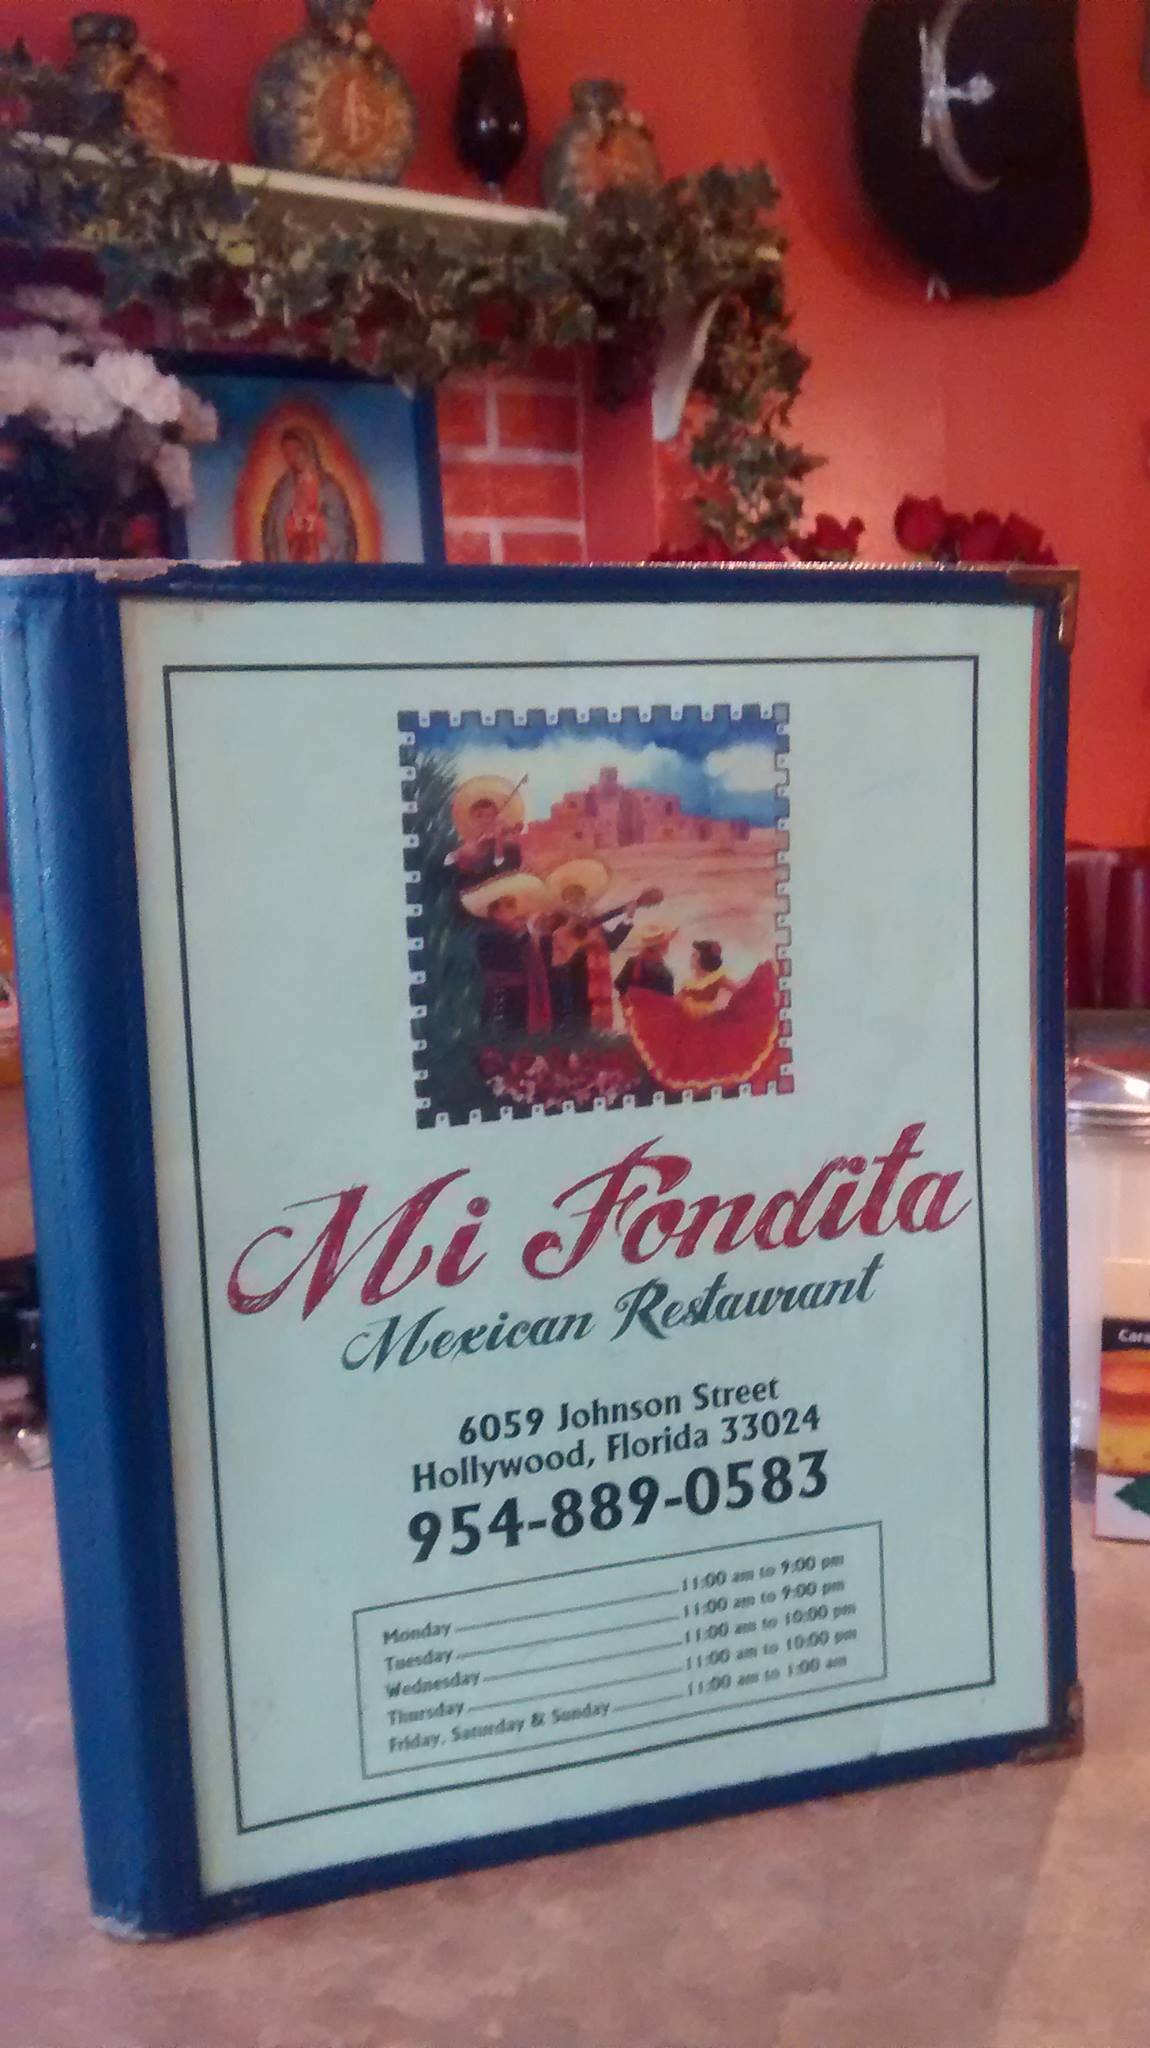 Mi Fondita
Mexican Restaurant
6059 Johnson Street
Hollywood, Florida 33024
954-889-0583
Monday 11:00 am to 9:00 pm
Tuesday 11:00 am to 9:00 pm
Wednesday 11:00 am to 10:00 pm
Thursday 11:00 am to 10:00 pm
Friday, Saturday & Sunday 11:00 am to 1:00 am